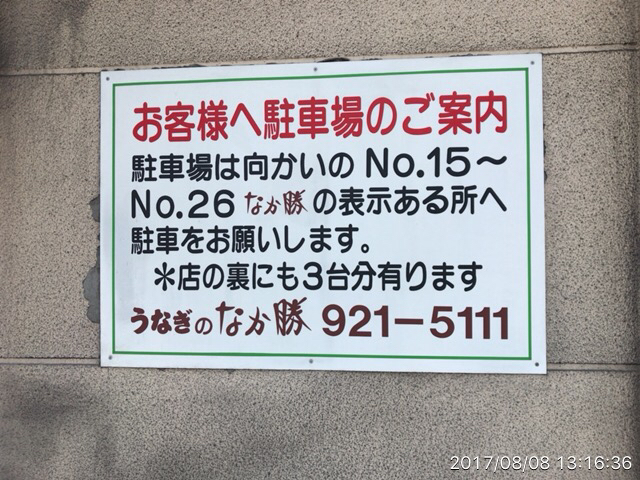 お客様へ駐車場のご案内
駐車場は向かいの No.15～
No.26 なか勝 の表示ある所へ
駐車をお願いします。
＊店の裏にも3台分有ります
うなぎの なか勝 921－5111
2017/08/08 13:16:36